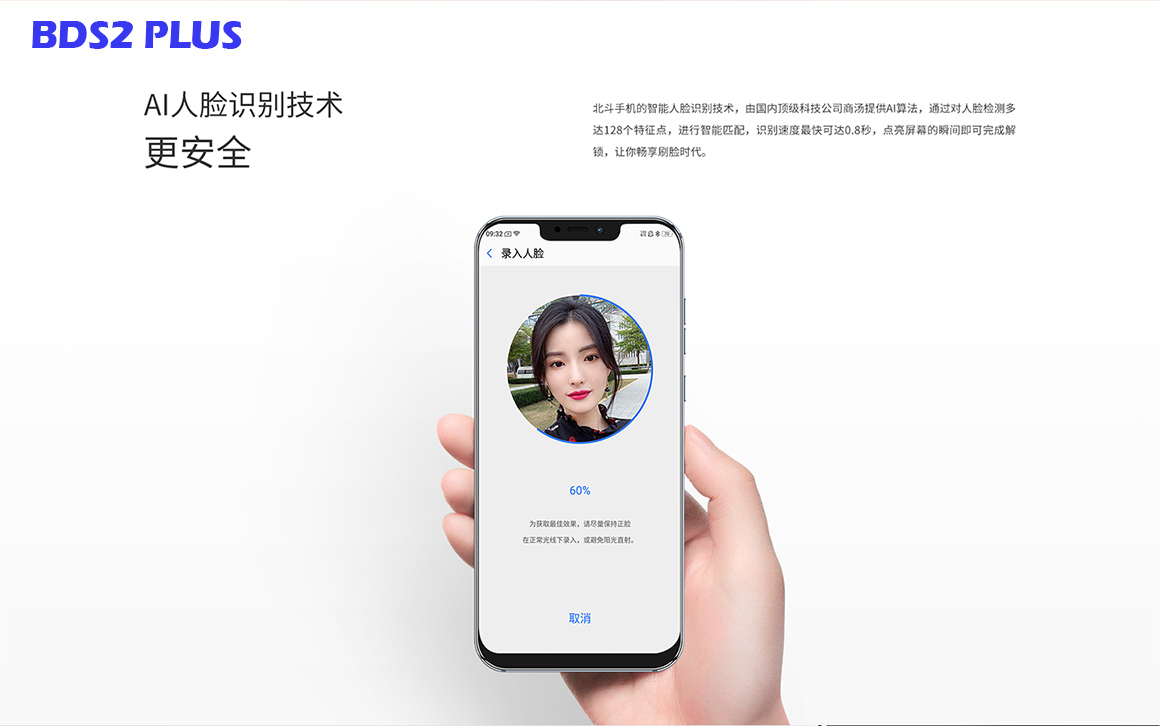 BDS2 PLUS
AI人脸识别技术
更安全
北斗手机的智能人脸识别技术，由国内顶级科技公司商汤提供AI算法，通过对人脸检测多
达128个特征点，进行智能匹配，识别速度最快可达0.8秒，点亮屏幕的瞬间即可完成解
锁，让你畅享刷脸时代。
09:32
录入人脸
60%
为获取最佳效果，请尽量保持正脸
在正常光线下录入，或避免阳光直射。
取消